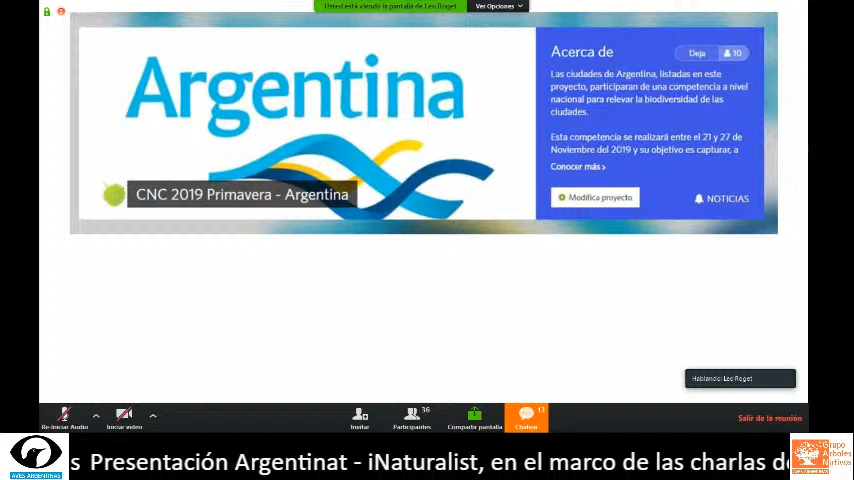 Usted está viendo la pantalla de Leo Roget
Ver Opciones
Argentina
CNC 2019 Primavera - Argentina
Acerca de
Deja
10
Las ciudades de Argentina, listadas en este
proyecto, participaran de una competencia a nivel
nacional para relevar la biodiversidad de las
ciudades.
Esta competencia se realizará entre el 21 y 27 de
Noviembre del 2019 y su objetivo es capturar, a
Conocer más >
Modifica proyecto
NOTICIAS
Hablando: Leo Roget
Re-Iniciar Audio
Iniciar video
Invitar
36
Participantes
Compartir pantalla
13
Chatear
Salir de la reunión
AVES ARGENTINAS
s Presentación Argentinat - iNaturalist, en el marco de las charlas d
Grupo
Árboles
Nativos
AVES ARGENTINAS